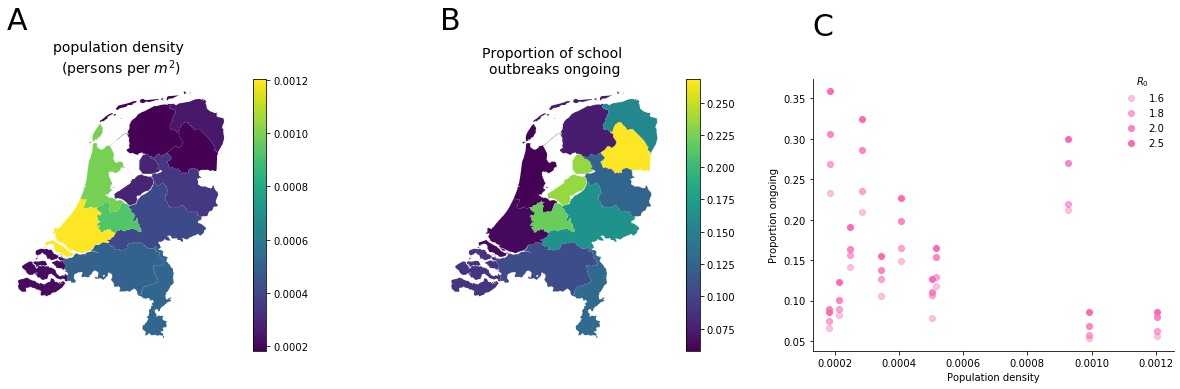 A
population density
(persons per m²)
0.0012
0.0010
0.0008
0.0006
0.0004
0.0002
B
Proportion of school
outbreaks ongoing
0.250
0.225
0.200
0.175
0.150
0.125
0.100
0.075
C
Proportion ongoing
0.35
0.30
0.25
0.20
0.15
0.10
0.05
R₀
1.6
1.8
2.0
2.5
0.0002 0.0004 0.0006 0.0008 0.0010 0.0012
Population density